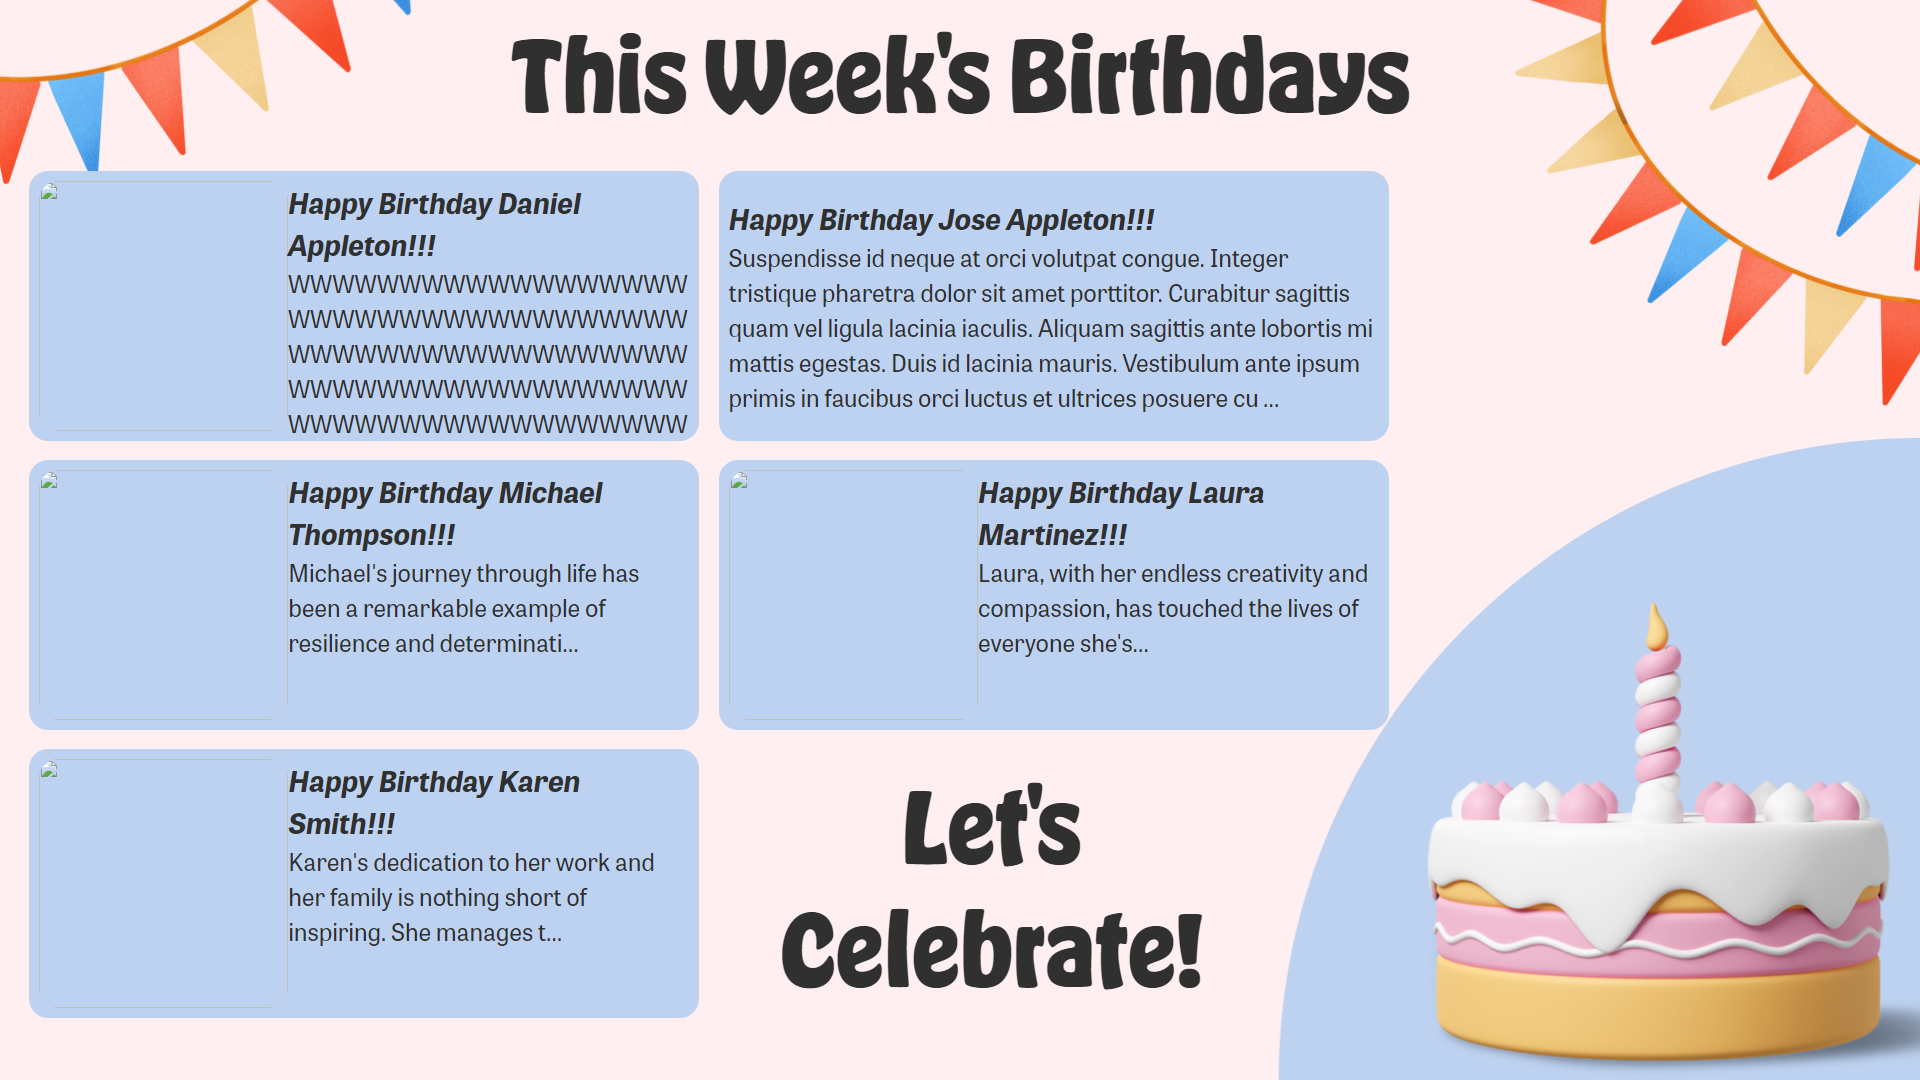 This Week's Birthdays
Happy Birthday Daniel
Appleton!!!
WWWWWWWWWWWWWWWWWW
WWWWWWWWWWWWWWWWWW
WWWWWWWWWWWWWWWWWW
WWWWWWWWWWWWWWWWWW
WWWWWWWWWWWWWWWWWW
Happy Birthday Jose Appleton!!!
Suspendisse id neque at orci volutpat congue. Integer
tristique pharetra dolor sit amet porttitor. Curabitur sagittis
quam vel ligula lacinia iaculis. Aliquam sagittis ante lobortis mi
mattis egestas. Duis id lacinia mauris. Vestibulum ante ipsum
primis in faucibus orci luctus et ultrices posuere cu ...
Happy Birthday Michael
Thompson!!!
Michael's journey through life has
been a remarkable example of
resilience and determinati...
Happy Birthday Laura
Martinez!!!
Laura, with her endless creativity and
compassion, has touched the lives of
everyone she's...
Happy Birthday Karen
Smith!!!
Karen's dedication to her work and
her family is nothing short of
inspiring. She manages t...
Let's
Celebrate!